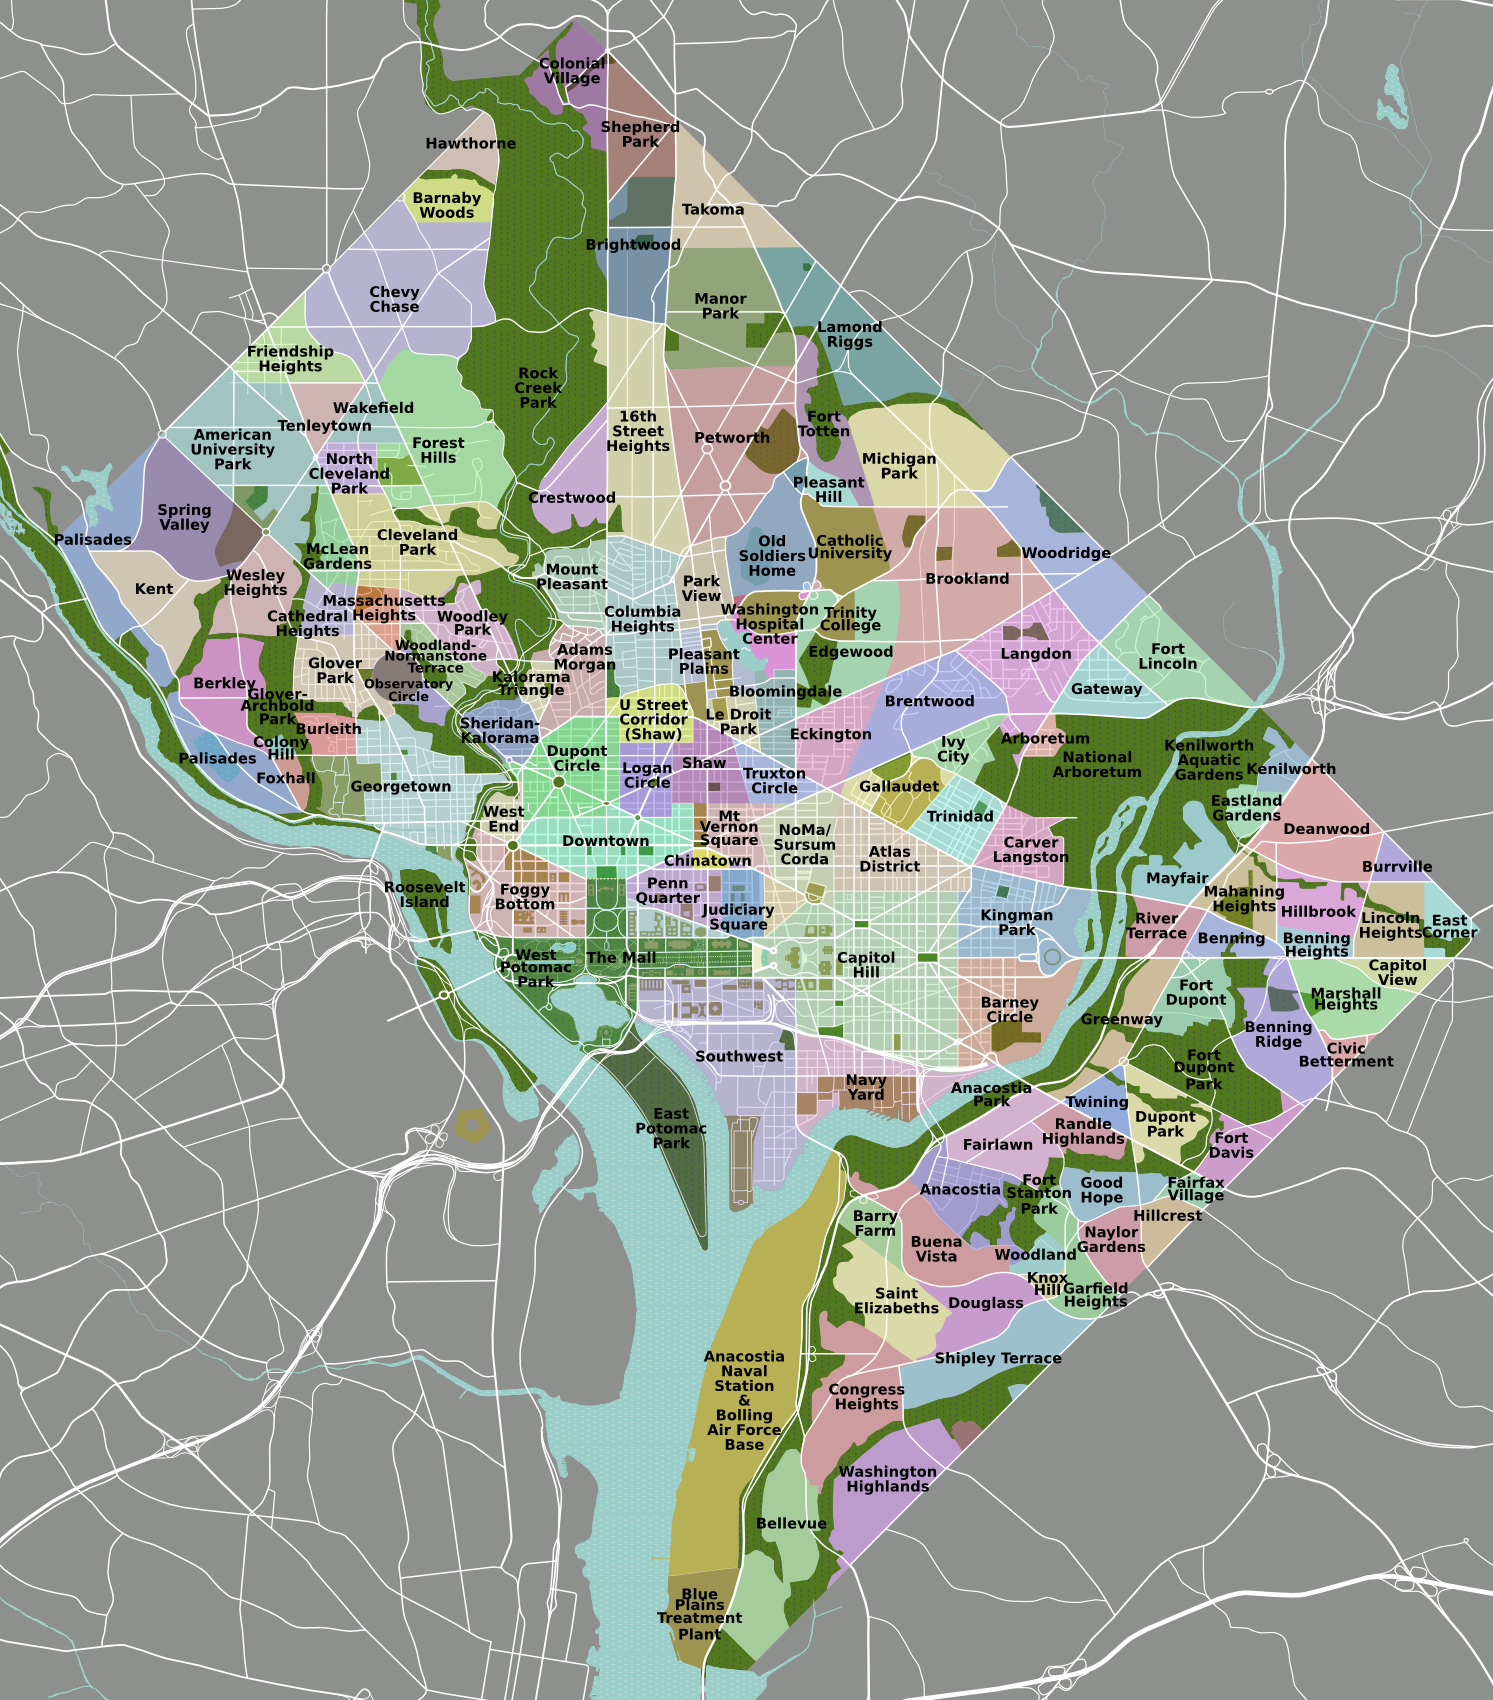 Colonial
Village
Shepherd
Park
Hawthorne
Barnaby
Woods
Takoma
Brightwood
Chevy
Chase
Manor
Park
Lamond
Riggs
Friendship
Heights
Rock
Creek
Park
Wakefield
Tenleytown
16th
Street
Heights
Fort
Totten
Petworth
American
University
Park
Forest
Hills
North
Cleveland
Park
Michigan
Park
Pleasant
Hill
Crestwood
Spring
Valley
Palisades
Cleveland
Park
McLean
Gardens
Old
Soldiers
Home
Catholic
University
Woodridge
Mount
Pleasant
Brookland
Kent
Wesley
Heights
Park
View
Massachusetts
Heights
Cathedral
Heights
Woodley
Park
Columbia
Heights
Washington
Hospital
Center
Trinity
College
Woodland-
Normanstone
Terrace
Adams
Morgan
Pleasant
Plains
Edgewood
Langdon
Fort
Lincoln
Glover
Park
Berkley
Observatory
Circle
Kalorama
Triangle
Bloomingdale
Gateway
Glover-
Archbold
Park
Brentwood
U Street
Corridor
(Shaw)
Le Droit
Park
Burleith
Sheridan-
Kalorama
Eckington
Arboretum
Colony
Hill
Ivy
City
Kenilworth
Aquatic
Gardens
Palisades
Dupont
Circle
Logan
Circle
Shaw
Truxton
Circle
National
Arboretum
Kenilworth
Foxhall
Georgetown
Gallaudet
Eastland
Gardens
West
End
Mt
Vernon
Square
Trinidad
Deanwood
Downtown
NoMa/
Sursum
Corda
Carver
Langston
Chinatown
Atlas
District
Burrville
Roosevelt
Island
Foggy
Bottom
Penn
Quarter
Mayfair
Mahaning
Heights
Judiciary
Square
Kingman
Park
River
Terrace
Hillbrook
Lincoln
Heights
East
Corner
Benning
Benning
Heights
West
Potomac
Park
The Mall
Capitol
Hill
Capitol
View
Fort
Dupont
Marshall
Heights
Barney
Circle
Greenway
Benning
Ridge
Civic
Betterment
Southwest
Fort
Dupont
Park
Navy
Yard
Anacostia
Park
Twining
East
Potomac
Park
Dupont
Park
Randle
Highlands
Fairlawn
Fort
Davis
Anacostia
Fort
Stanton
Park
Good
Hope
Fairfax
Village
Barry
Farm
Hillcrest
Buena
Vista
Naylor
Gardens
Woodland
Knox
Hill
Garfield
Heights
Saint
Elizabeths
Douglass
Shipley Terrace
Anacostia
Naval
Station
&
Bolling
Air Force
Base
Congress
Heights
Washington
Highlands
Bellevue
Blue
Plains
Treatment
Plant